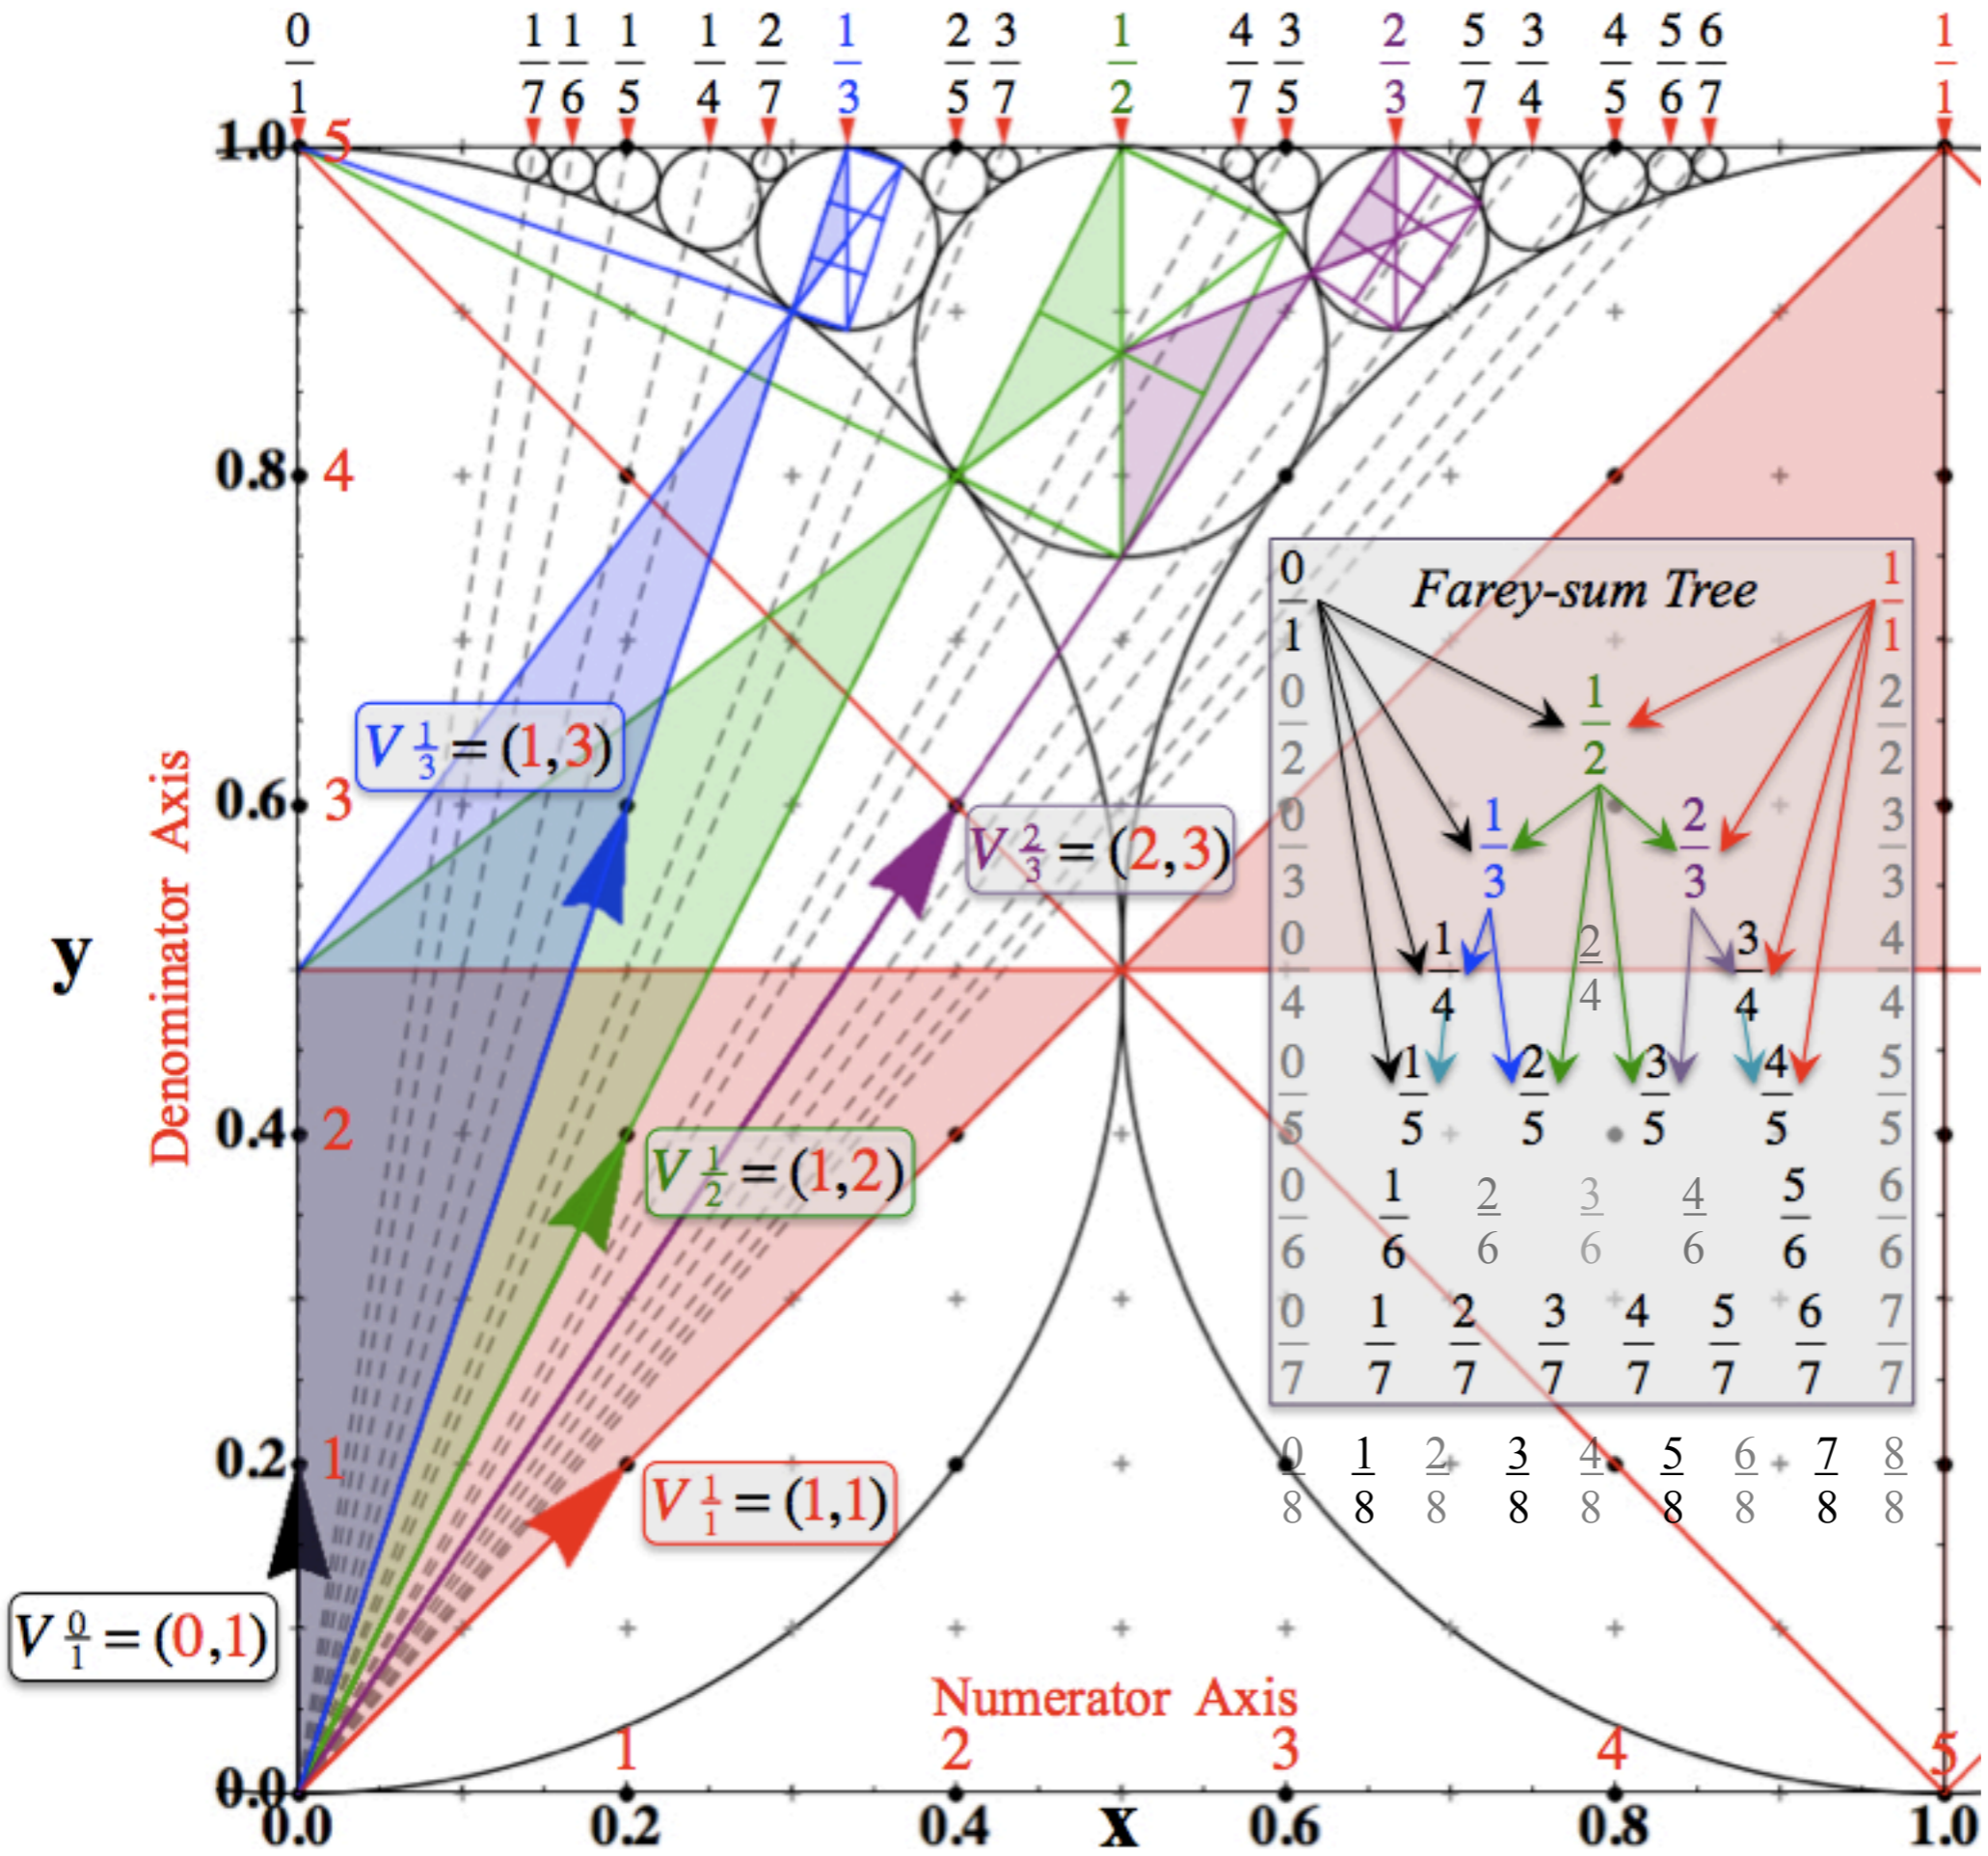 0 1 1 1 1 2 1 2 3 1 4 3 2 5 3 4 5 6 1
1 7 6 5 4 7 3 5 7 2 7 5 3 7 4 5 6 7 1
1.0 5
0.8 4
0.6 3
0.4 2
0.2 1
0.0
y
Denominator Axis
V 1/3 = (1,3)
V 2/3 = (2,3)
V 1/2 = (1,2)
V 1/1 = (1,1)
V 0/1 = (0,1)
Farey-sum Tree
0/1 1/1
0/2 1/2 2/2
0/3 1/3 2/3 3/3
0/4 1/4 2/4 3/4 4/4
0/5 1/5 2/5 3/5 4/5 5/5
0/6 1/6 2/6 3/6 4/6 5/6 6/6
0/7 1/7 2/7 3/7 4/7 5/7 6/7 7/7
0/8 1/8 2/8 3/8 4/8 5/8 6/8 7/8 8/8
Numerator Axis
1 2 3 4 5
0.0 0.2 0.4 x 0.6 0.8 1.0